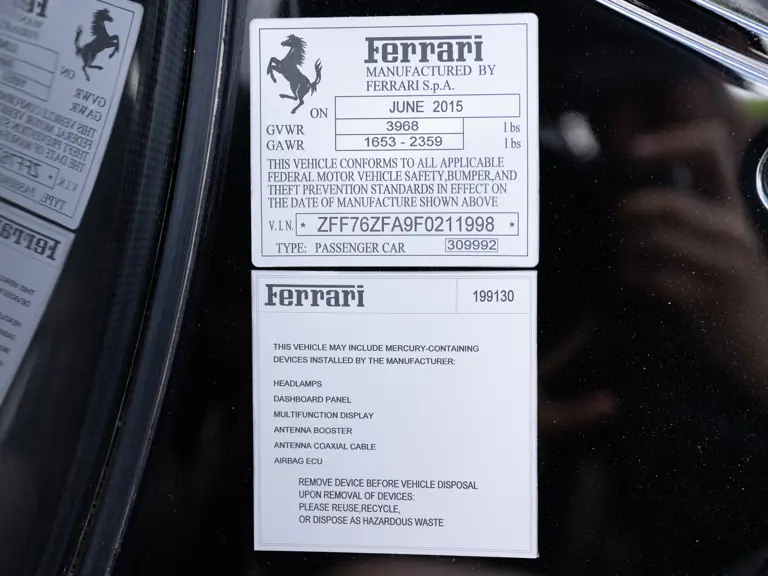 Ferrari
MANUFACTURED BY
FERRARI S.p.A.
ON JUNE 2015
GVWR 3968 lbs
GAWR 1653 - 2359 lbs
THIS VEHICLE CONFORMS TO ALL APPLICABLE
FEDERAL MOTOR VEHICLE SAFETY,BUMPER,AND
THEFT PREVENTION STANDARDS IN EFFECT ON
THE DATE OF MANUFACTURE SHOWN ABOVE
V.I.N. * ZFF76ZFA9F0211998 *
TYPE: PASSENGER CAR 309992
Ferrari 199130
THIS VEHICLE MAY INCLUDE MERCURY-CONTAINING
DEVICES INSTALLED BY THE MANUFACTURER:
HEADLAMPS
DASHBOARD PANEL
MULTIFUNCTION DISPLAY
ANTENNA BOOSTER
ANTENNA COAXIAL CABLE
AIRBAG ECU
REMOVE DEVICE BEFORE VEHICLE DISPOSAL
UPON REMOVAL OF DEVICES:
PLEASE REUSE,RECYCLE,
OR DISPOSE AS HAZARDOUS WASTE